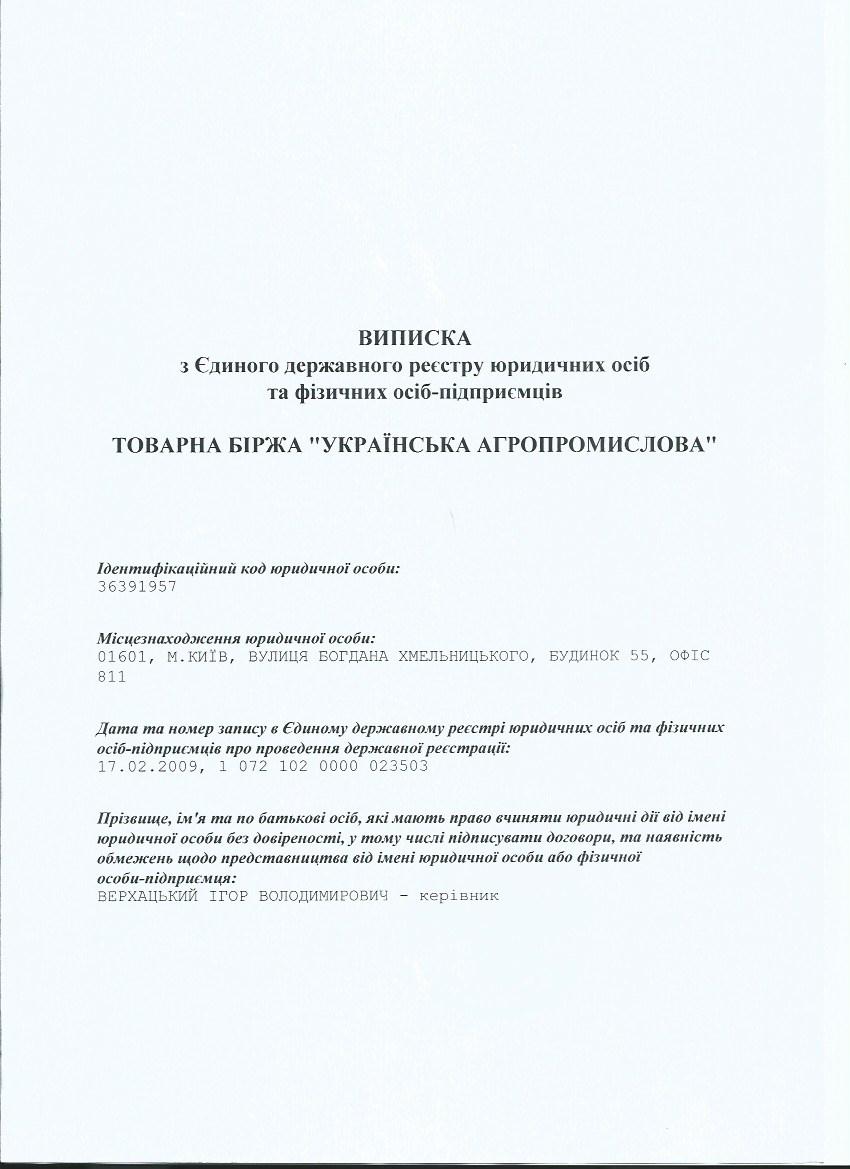 ВИПИСКА
з Єдиного державного реєстру юридичних осіб
та фізичних осіб-підприємців
ТОВАРНА БІРЖА "УКРАЇНСЬКА АГРОПРОМИСЛОВА"
Ідентифікаційний код юридичної особи:
36391957
Місцезнаходження юридичної особи:
01601, М.КИЇВ, ВУЛИЦЯ БОГДАНА ХМЕЛЬНИЦЬКОГО, БУДИНОК 55, ОФІС
811
Дата та номер запису в Єдиному державному реєстрі юридичних осіб та фізичних
осіб-підприємців про проведення державної реєстрації:
17.02.2009, 1 072 102 0000 023503
Прізвище, ім'я та по батькові осіб, які мають право вчиняти юридичні дії від імені
юридичної особи без довіреності, у тому числі підписувати договори, та наявність
обмежень щодо представництва від імені юридичної особи або фізичної
особи-підприємця:
ВЕРХАЦЬКИЙ ІГОР ВОЛОДИМИРОВИЧ - керівник